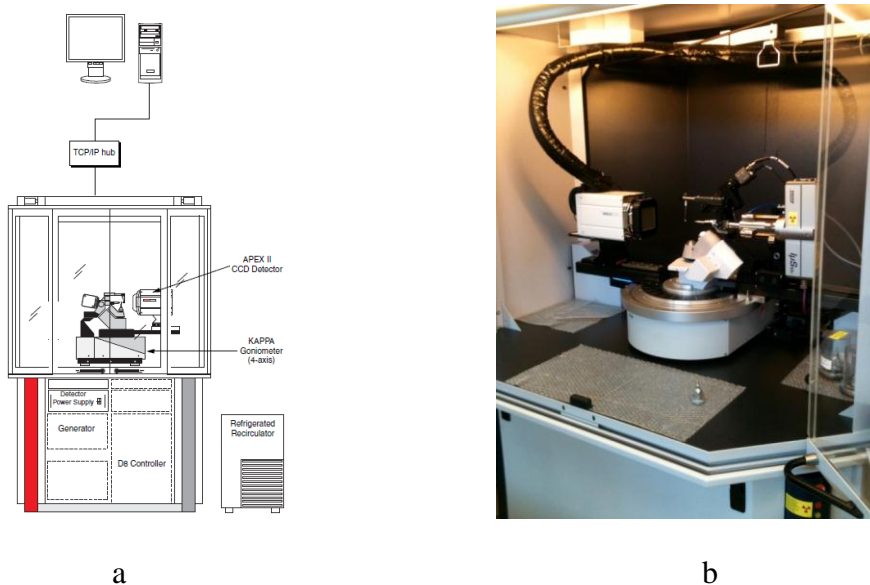 TCP/IP hub
APEX II
CCD Detector
KAPPA
Goniometer
(4-axis)
Detector
Power Supply
Generator
D8 Controller
Refrigerated
Recirculator
IμS
a
b